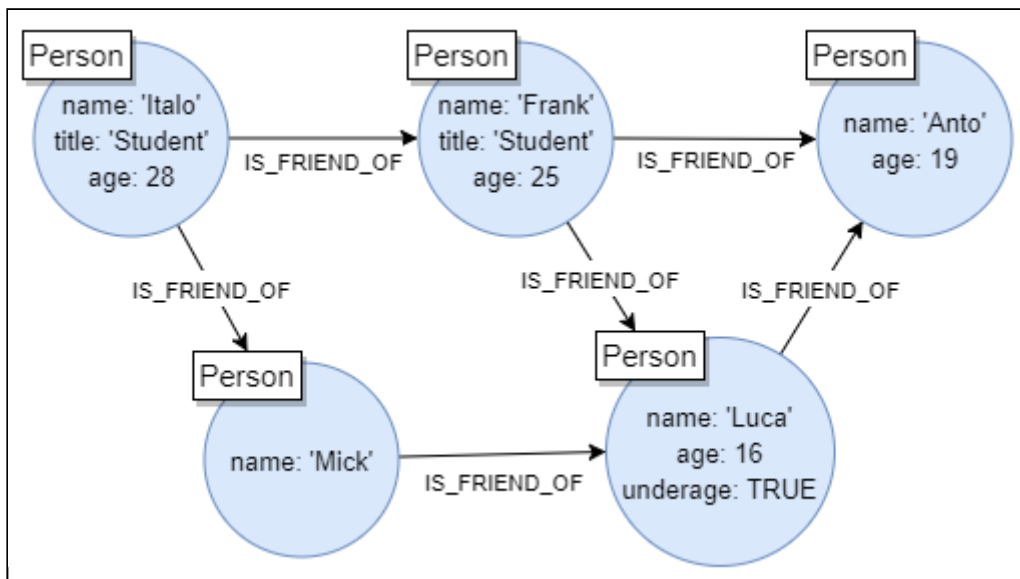 Person
name: 'Italo'
title: 'Student'
age: 28
IS_FRIEND_OF
Person
name: 'Frank'
title: 'Student'
age: 25
IS_FRIEND_OF
Person
name: 'Anto'
age: 19
IS_FRIEND_OF
IS_FRIEND_OF
IS_FRIEND_OF
Person
name: 'Mick'
IS_FRIEND_OF
Person
name: 'Luca'
age: 16
underage: TRUE